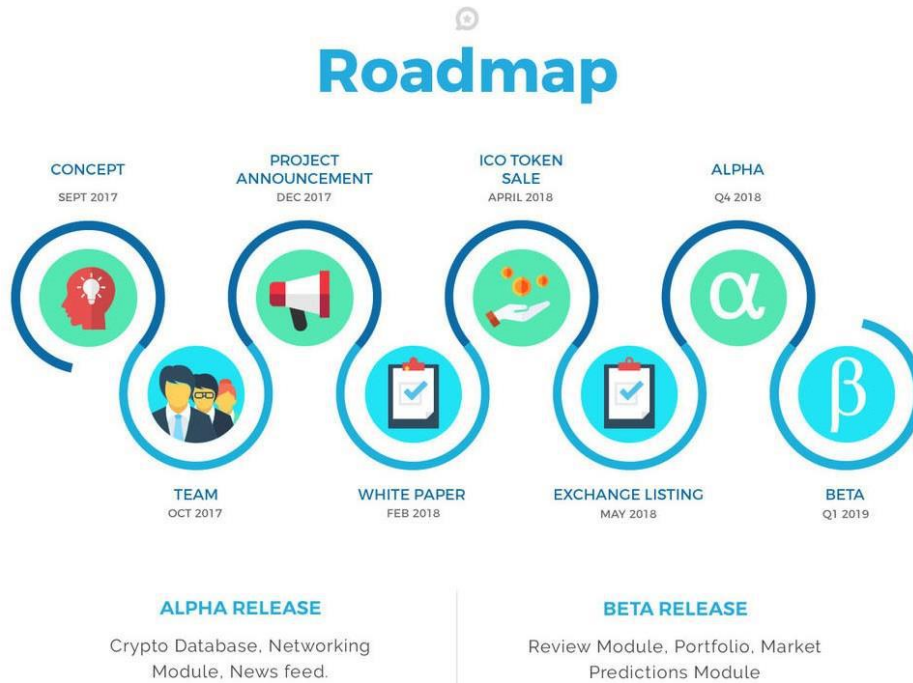 Roadmap
CONCEPT
SEPT 2017
PROJECT
ANNOUNCEMENT
DEC 2017
ICO TOKEN
SALE
APRIL 2018
ALPHA
Q4 2018
α
β
TEAM
OCT 2017
WHITE PAPER
FEB 2018
EXCHANGE LISTING
MAY 2018
BETA
Q1 2019
ALPHA RELEASE
Crypto Database, Networking
Module, News feed.
BETA RELEASE
Review Module, Portfolio, Market
Predictions Module